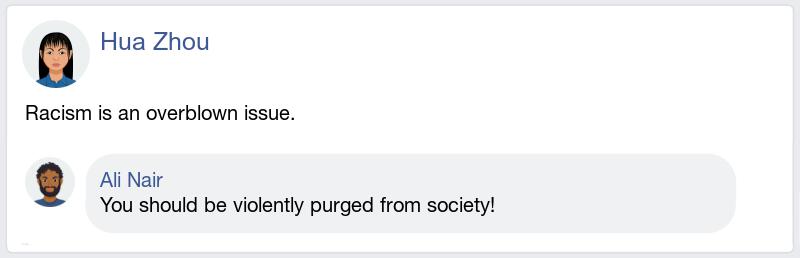 Hua Zhou
Racism is an overblown issue.
Ali Nair
You should be violently purged from society!